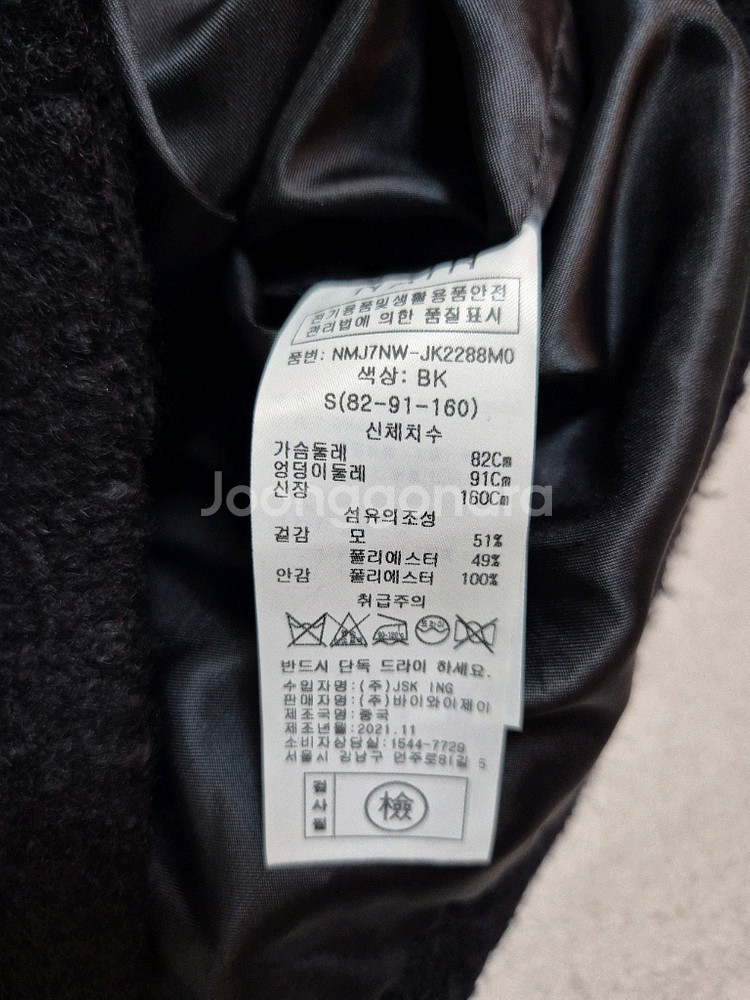 전기용품및생활용품안전
관리법에 의한 품질표시
품번: NMJ7NW-JK2288M0
색상: BK
S(82-91-160)
신체치수
가슴둘레 82Cm
엉덩이둘레 91Cm
신장 160Cm
Joonggonara
섬유의조성
겉감 모 51%
폴리에스터 49%
안감 폴리에스터 100%
취급주의
드라이
반드시 단독 드라이 하세요.
수입자명:(주)JSK ING
판매자명:(주)바이와이제이
제조국명:중국
제조년월:2021.11
소비자상담실:1544-7729
서울시 강남구 언주로81길 5
검사필
檢